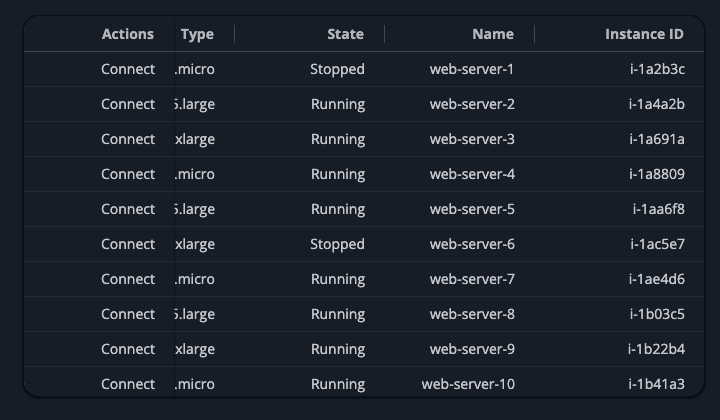 Actions Type State Name Instance ID
Connect .micro Stopped web-server-1 i-1a2b3c
Connect .large Running web-server-2 i-1a4a2b
Connect xlarge Running web-server-3 i-1a691a
Connect .micro Running web-server-4 i-1a8809
Connect .large Running web-server-5 i-1aa6f8
Connect xlarge Stopped web-server-6 i-1ac5e7
Connect .micro Running web-server-7 i-1ae4d6
Connect .large Running web-server-8 i-1b03c5
Connect xlarge Running web-server-9 i-1b22b4
Connect .micro Running web-server-10 i-1b41a3